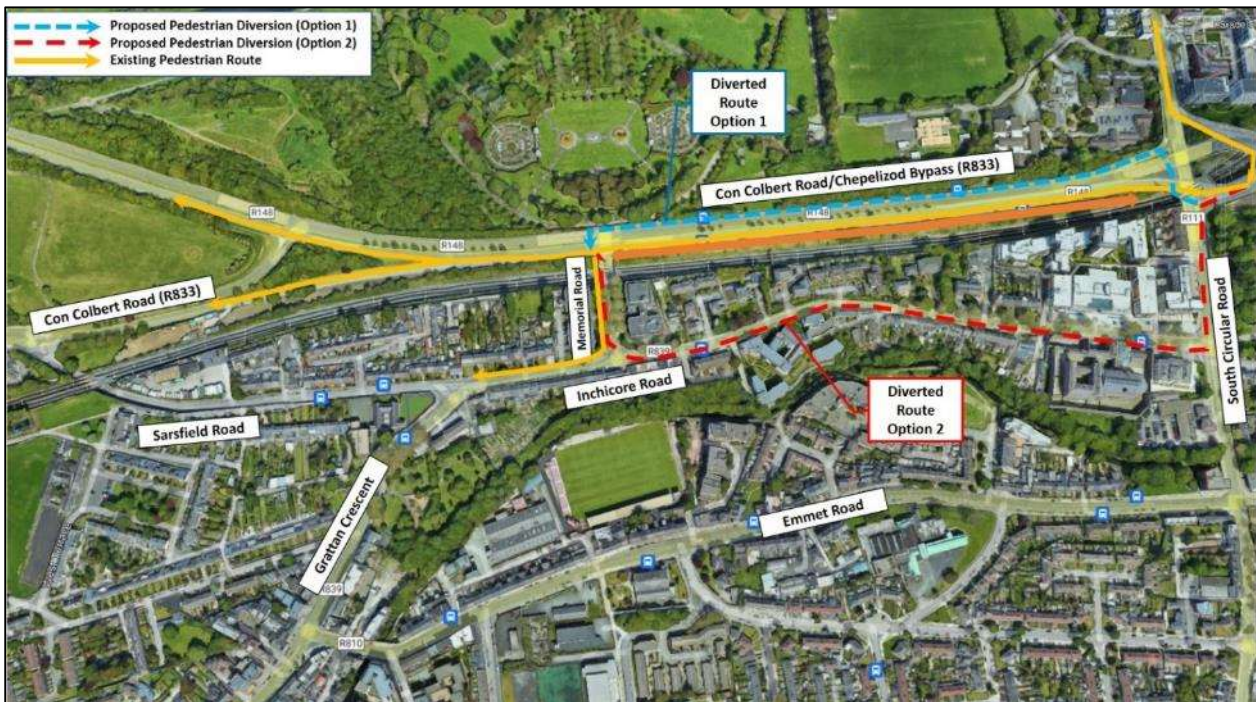 Proposed Pedestrian Diversion (Option 1)
Proposed Pedestrian Diversion (Option 2)
Existing Pedestrian Route
Diverted
Route
Option 1
Con Colbert Road/Chepelizod Bypass (R833)
R148
R148
R148
R148
R111
Con Colbert Road (R833)
Memorial Road
South Circular Road
R839
Inchicore Road
Diverted
Route
Option 2
Sarsfield Road
Grattan Crescent
Emmet Road
R839
R810